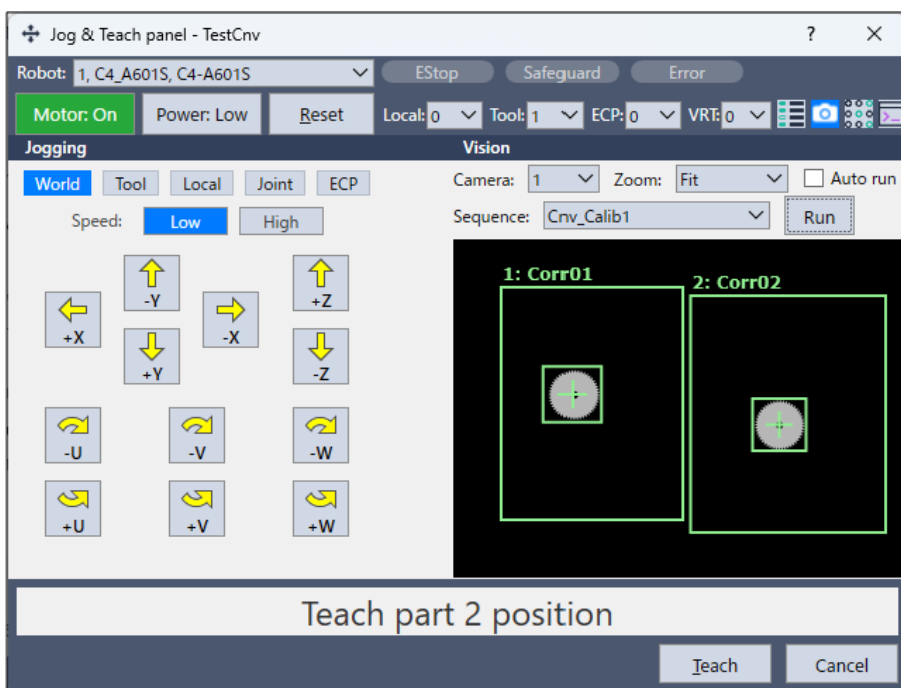 Jog & Teach panel - TestCnv ?
Robot: 1, C4_A601S, C4-A601S EStop Safeguard Error
Motor: On Power: Low Reset Local: 0 Tool: 1 ECP: 0 VRT: 0
Jogging
World Tool Local Joint ECP
Speed: Low High
-Y +Z
+X -X
+Y -Z
-U -V -W
+U +V +W
Vision
Camera: 1 Zoom: Fit Auto run
Sequence: Cnv_Calib1 Run
1: Corr01 2: Corr02
Teach part 2 position
Teach Cancel